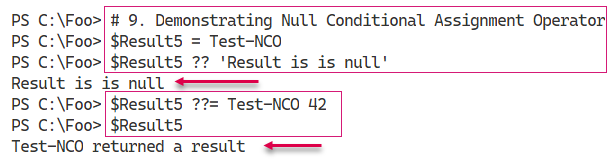 PS C:\Foo> # 9. Demonstrating Null Conditional Assignment Operator
PS C:\Foo> $Result5 = Test-NCO
PS C:\Foo> $Result5 ?? 'Result is is null'
Result is is null
PS C:\Foo> $Result5 ??= Test-NCO 42
PS C:\Foo> $Result5
Test-NCO returned a result